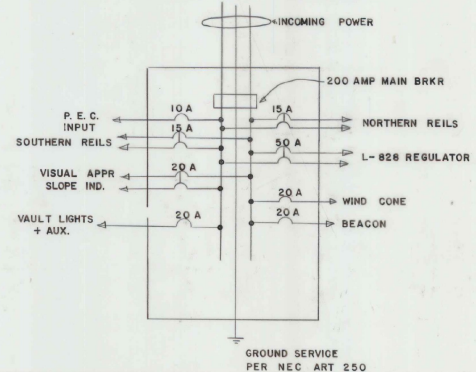 INCOMING POWER
200 AMP MAIN BRKR
10 A
P. E. C.
INPUT
15 A
SOUTHERN REILS
20 A
VISUAL APPR
SLOPE IND.
20 A
VAULT LIGHTS
+ AUX.
15 A
NORTHERN REILS
50 A
L-828 REGULATOR
20 A
WIND CONE
20 A
BEACON
GROUND SERVICE
PER NEC ART 250